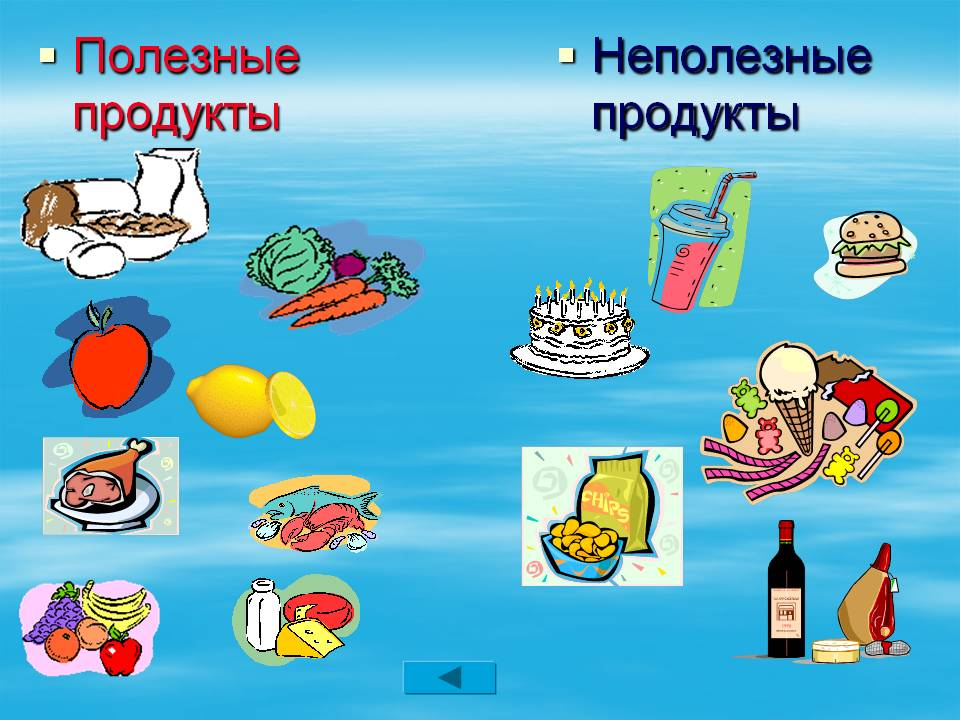 Полезные
продукты
Неполезные
продукты
CHIPS